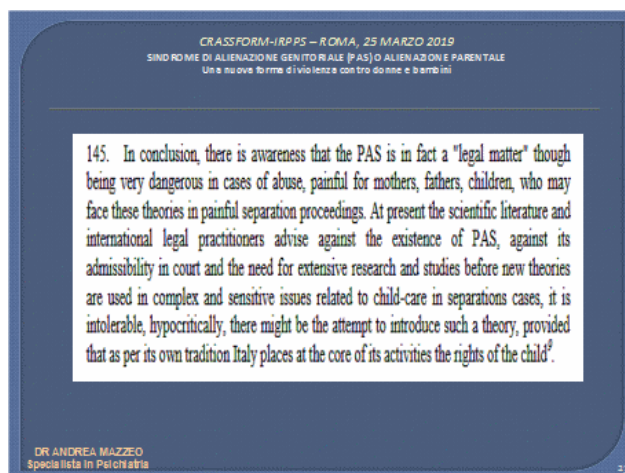 CRASSFORM-IRPPS – ROMA, 25 MARZO 2019
SINDROME DI ALIENAZIONE GENITORIALE (PAS) O ALIENAZIONE PARENTALE
Una nuova forma di violenza contro donne e bambini
145. In conclusion, there is awareness that the PAS is in fact a "legal matter" though
being very dangerous in cases of abuse, painful for mothers, fathers, children, who may
face these theories in painful separation proceedings. At present the scientific literature and
international legal practitioners advise against the existence of PAS, against its
admissibility in court and the need for extensive research and studies before new theories
are used in complex and sensitive issues related to child-care in separations cases, it is
intolerable, hypocritically, there might be the attempt to introduce such a theory, provided
that as per its own tradition Italy places at the core of its activities the rights of the child
DR ANDREA MAZZEO
Specialista in Psichiatria